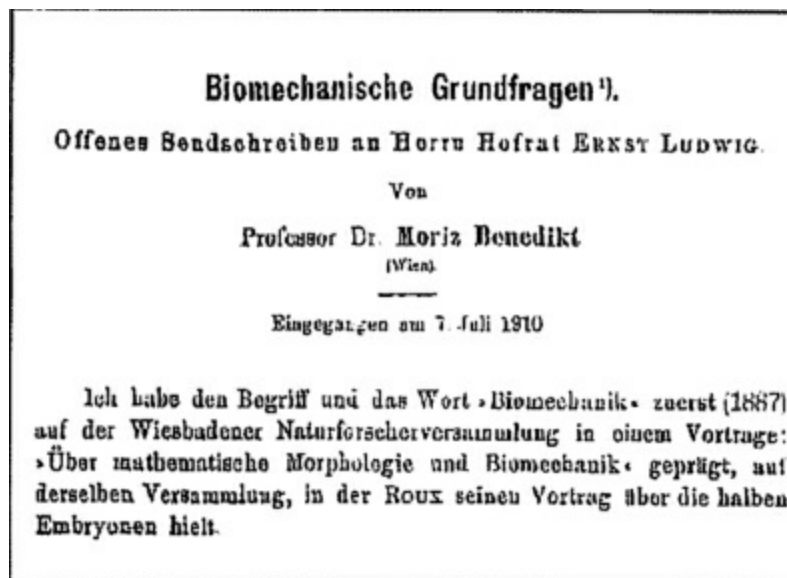 Biomechanische Grundfragen¹).
Offenes Sendschreiben an Herrn Hofrat ERNST LUDWIG.
Von
Professor Dr. Moriz Benedikt
(Wien).
Eingegangen am 7. Juli 1910
Ich habe den Begriff und das Wort »Biomechanik« zuerst (1887)
auf der Wiesbadener Naturforscherversammlung in einem Vortrage:
»Über mathematische Morphologie und Biomechanik« geprägt, auf
derselben Versammlung, in der ROUX seinen Vortrag über die halben
Embryonen hielt.